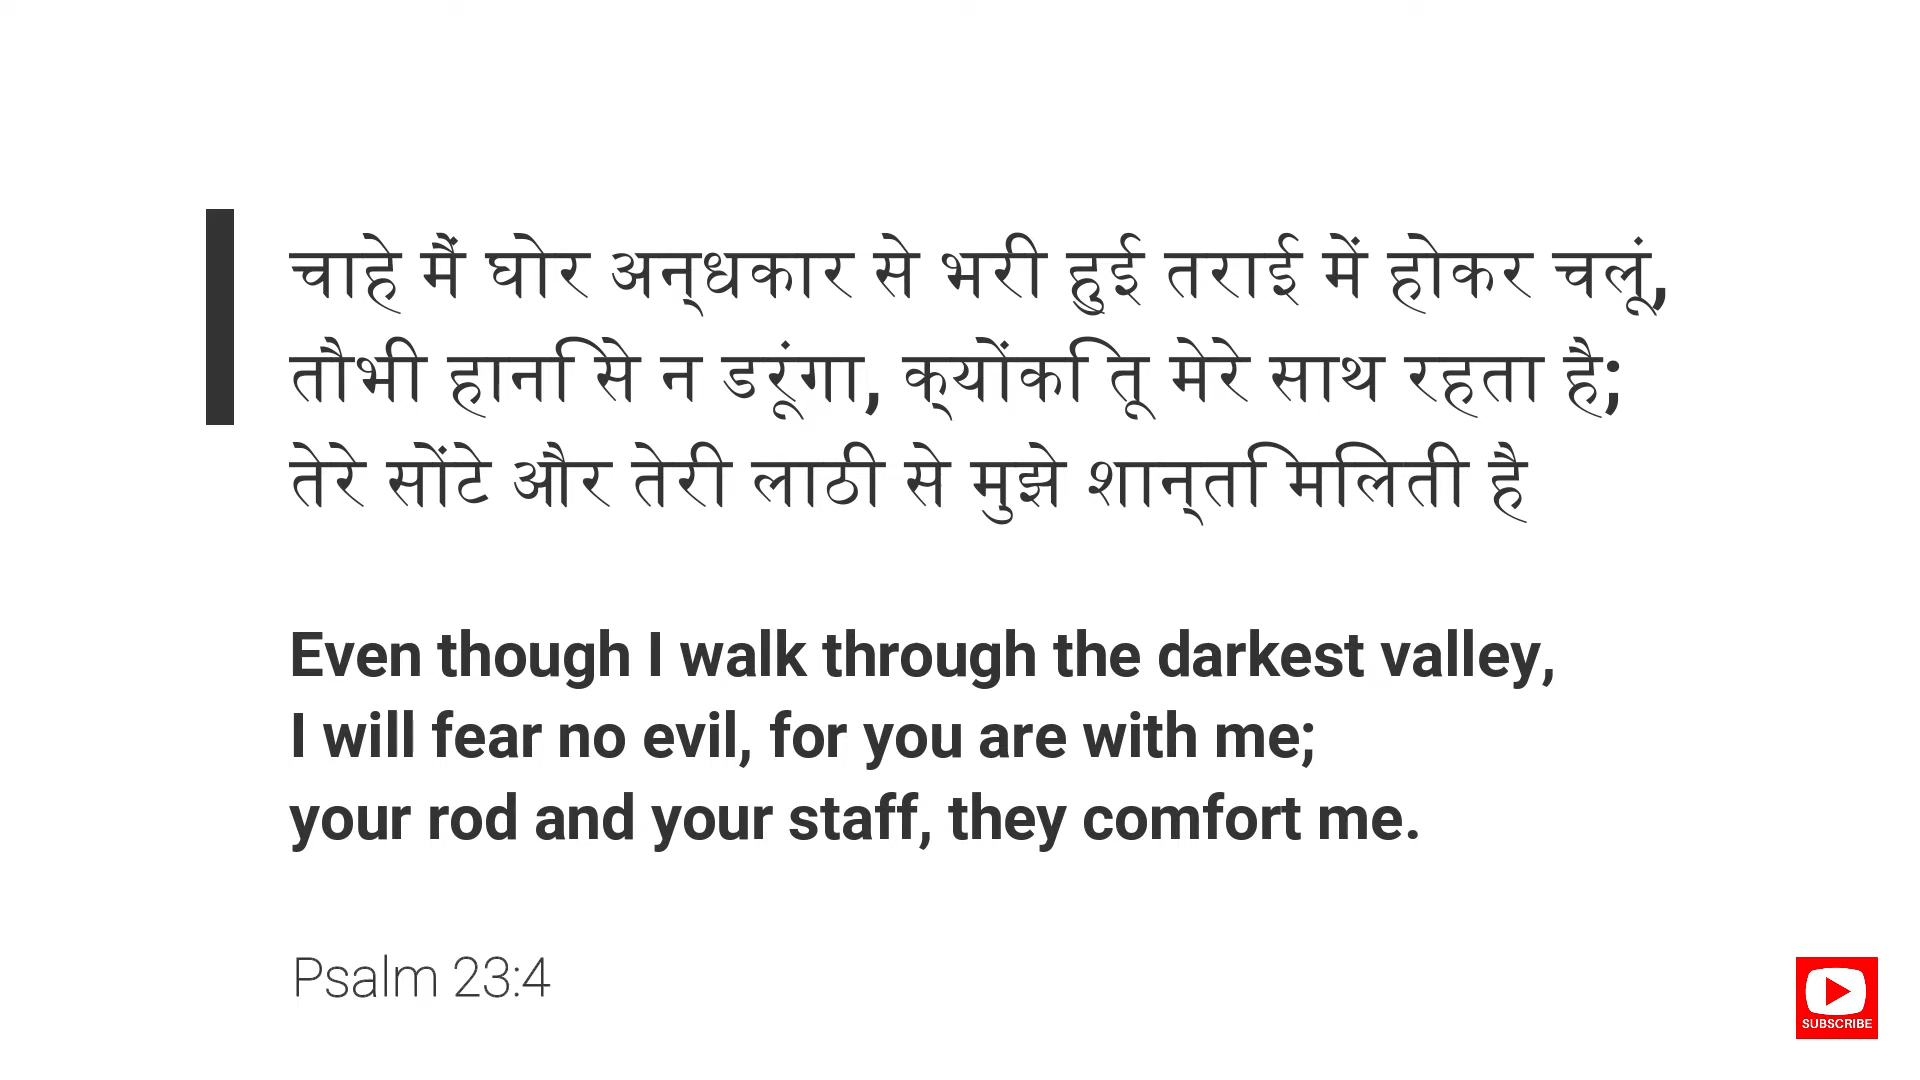 चाहे मैं घोर अन्धकार से भरी हुई तराई में होकर चलूं,
तौभी हानि से न डरूंगा, क्योंकि तू मेरे साथ रहता है;
तेरे सोंटे और तेरी लाठी से मुझे शान्ति मिलती है
Even though I walk through the darkest valley,
I will fear no evil, for you are with me;
your rod and your staff, they comfort me.
Psalm 23:4
SUBSCRIBE